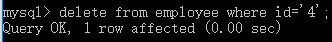 mysql> delete from employee where id='4';
Query OK, 1 row affected (0.00 sec)